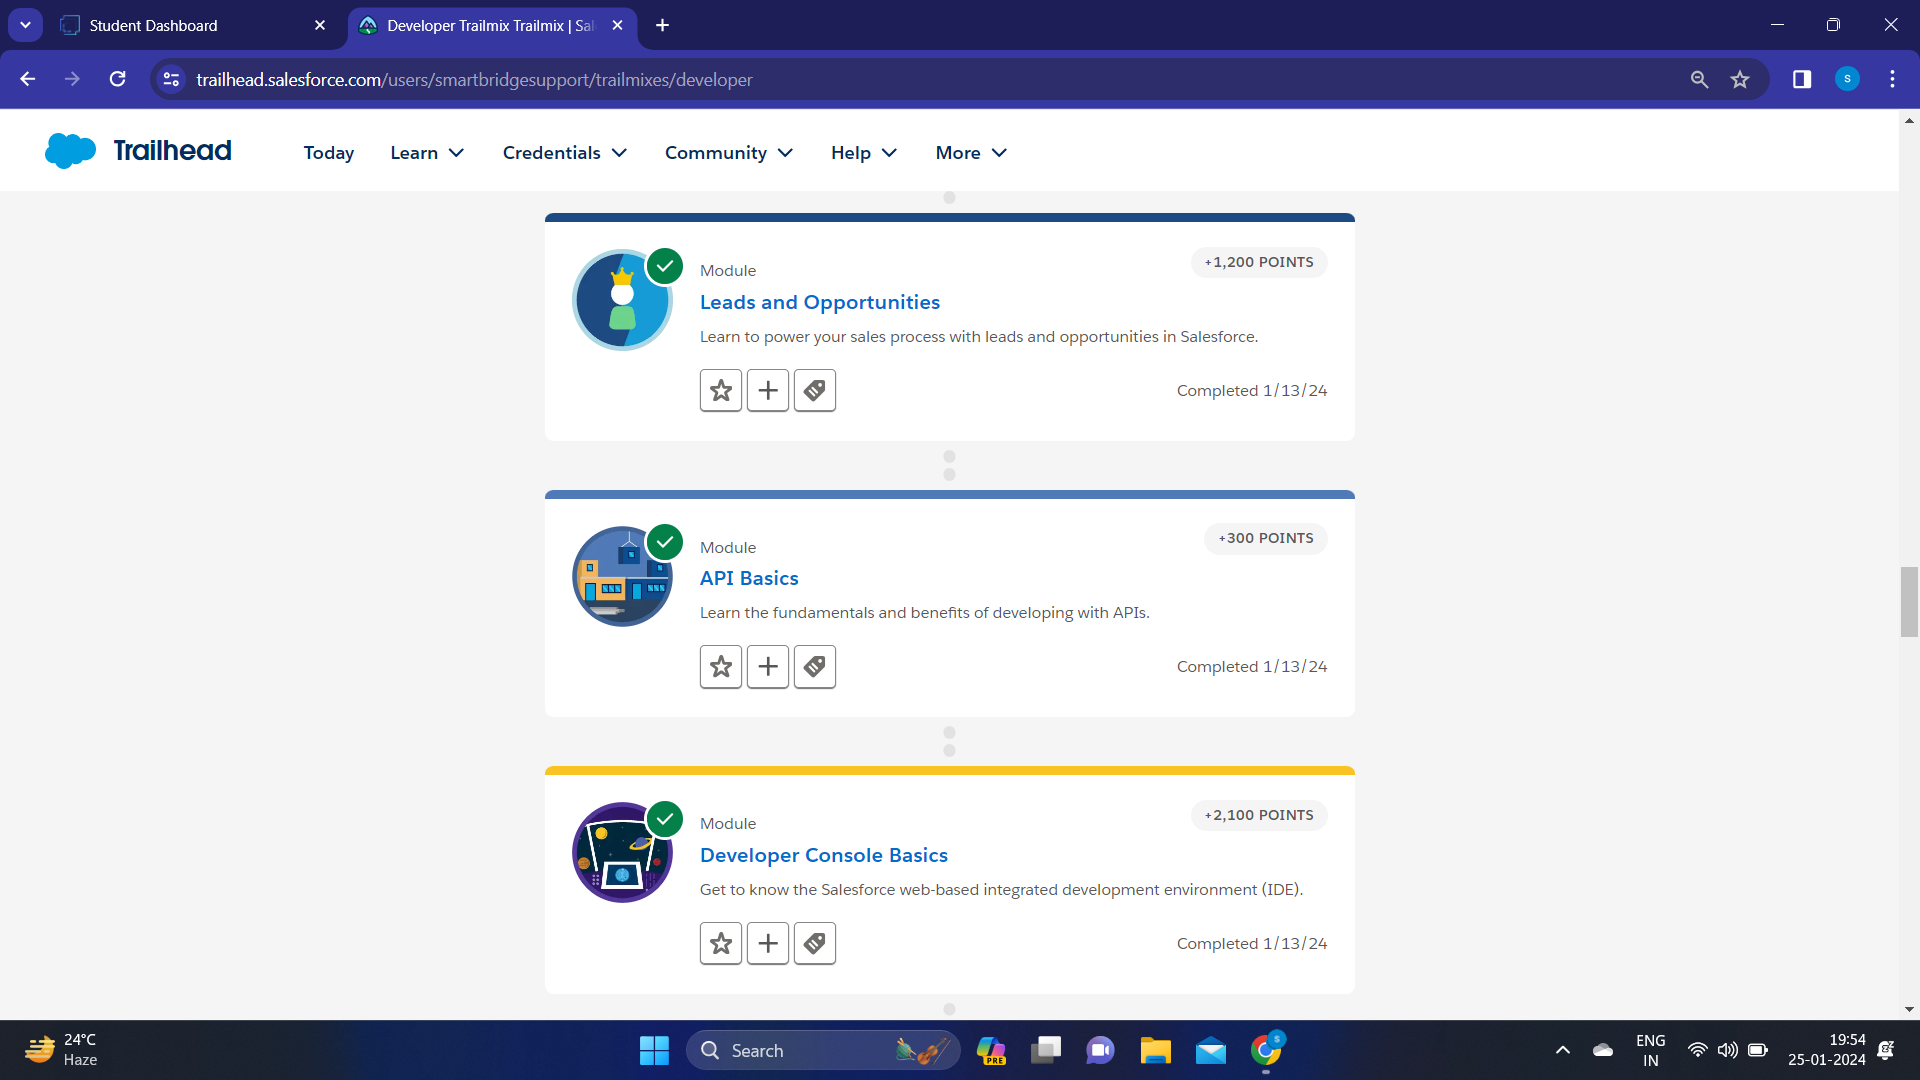 Student Dashboard
Developer Trailmix Trailmix | Sal
trailhead.salesforce.com/users/smartbridgesupport/trailmixes/developer
S
Trailhead
Today Learn Credentials Community Help More
+1,200 POINTS
Module
Leads and Opportunities
Learn to power your sales process with leads and opportunities in Salesforce.
Completed 1/13/24
+300 POINTS
Module
API Basics
Learn the fundamentals and benefits of developing with APIs.
Completed 1/13/24
+2,100 POINTS
Module
Developer Console Basics
Get to know the Salesforce web-based integrated development environment (IDE).
Completed 1/13/24
24°C
Haze
Search
PRE
S
ENG
IN
19:54
25-01-2024